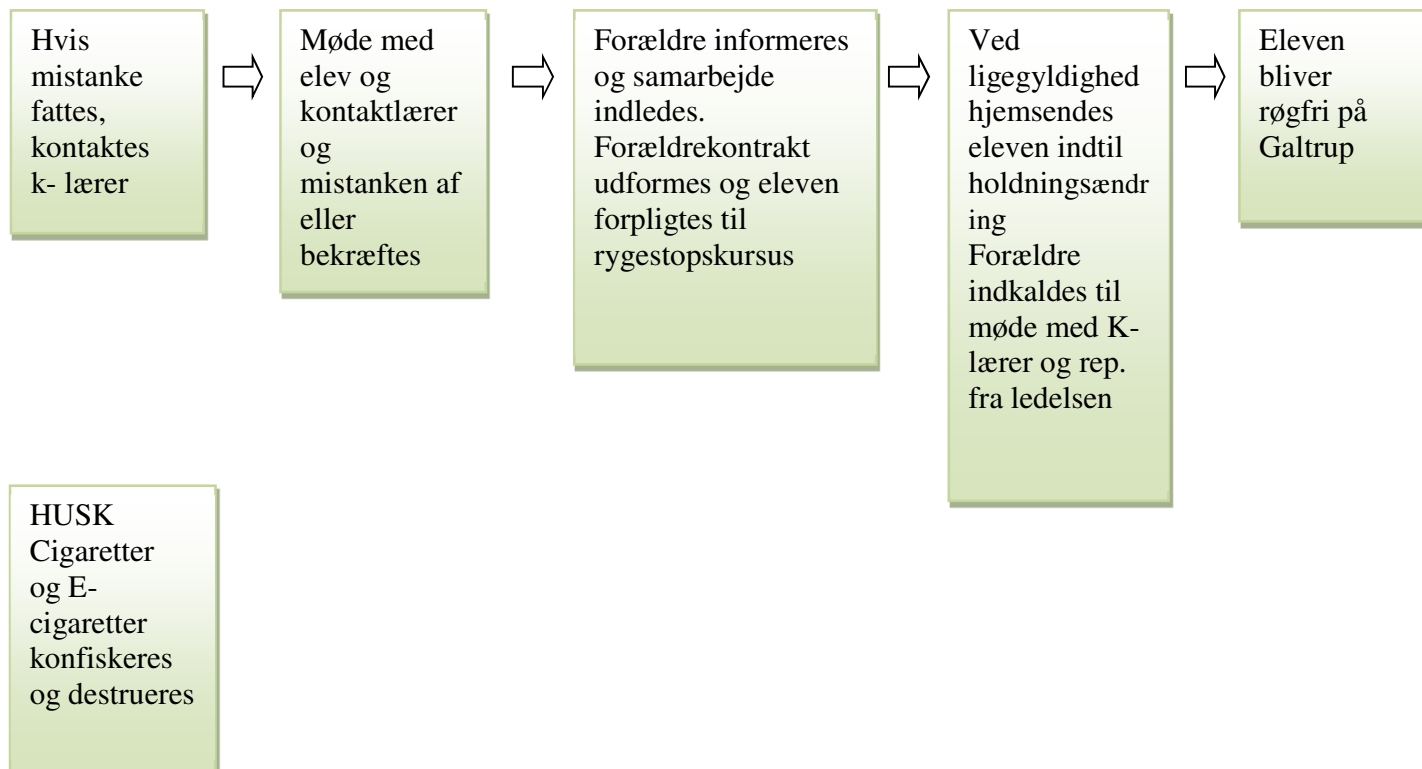 Hvis
mistanke
fattes,
kontaktes
k- lærer
Møde med
elev og
kontaktlærer
og
mistanken af
eller
bekræftes
Forældre informeres
og samarbejde
indledes.
Forældrekontrakt
udformes og eleven
forpligtes til
rygestopskursus
Ved
ligegyldighed
hjemsendes
eleven indtil
holdningsændr
ing
Forældre
indkaldes til
møde med K-
lærer og rep.
fra ledelsen
Eleven
bliver
røgfri på
Galtrup
HUSK
Cigaretter
og E-
cigaretter
konfiskeres
og destrueres